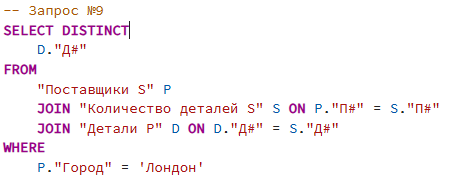 -- Запрос №9
SELECT DISTINCT
D."Д#"
FROM
"Поставщики S" P
JOIN "Количество деталей S" S ON P."П#" = S."П#"
JOIN "Детали P" D ON D."Д#" = S."Д#"
WHERE
P."Город" = 'Лондон'